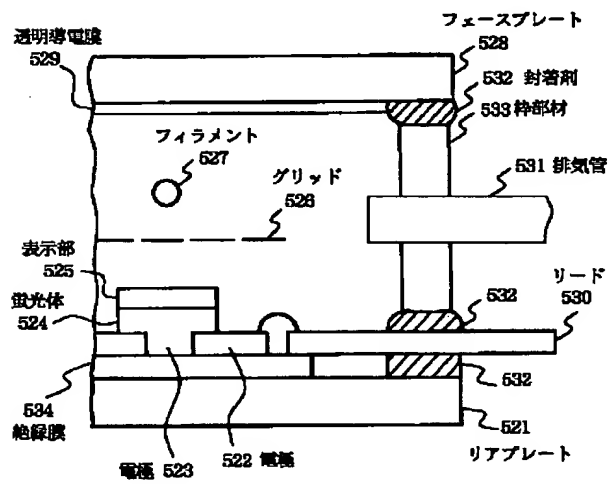 フェースプレート
528
透明導電膜
529
532 封着剤
533 枠部材
フィラメント
527
531 排気管
グリッド
526
表示部
525
リード
530
蛍光体
524
532
532
534
絶縁膜
521
リアプレート
電極 523
522 電極